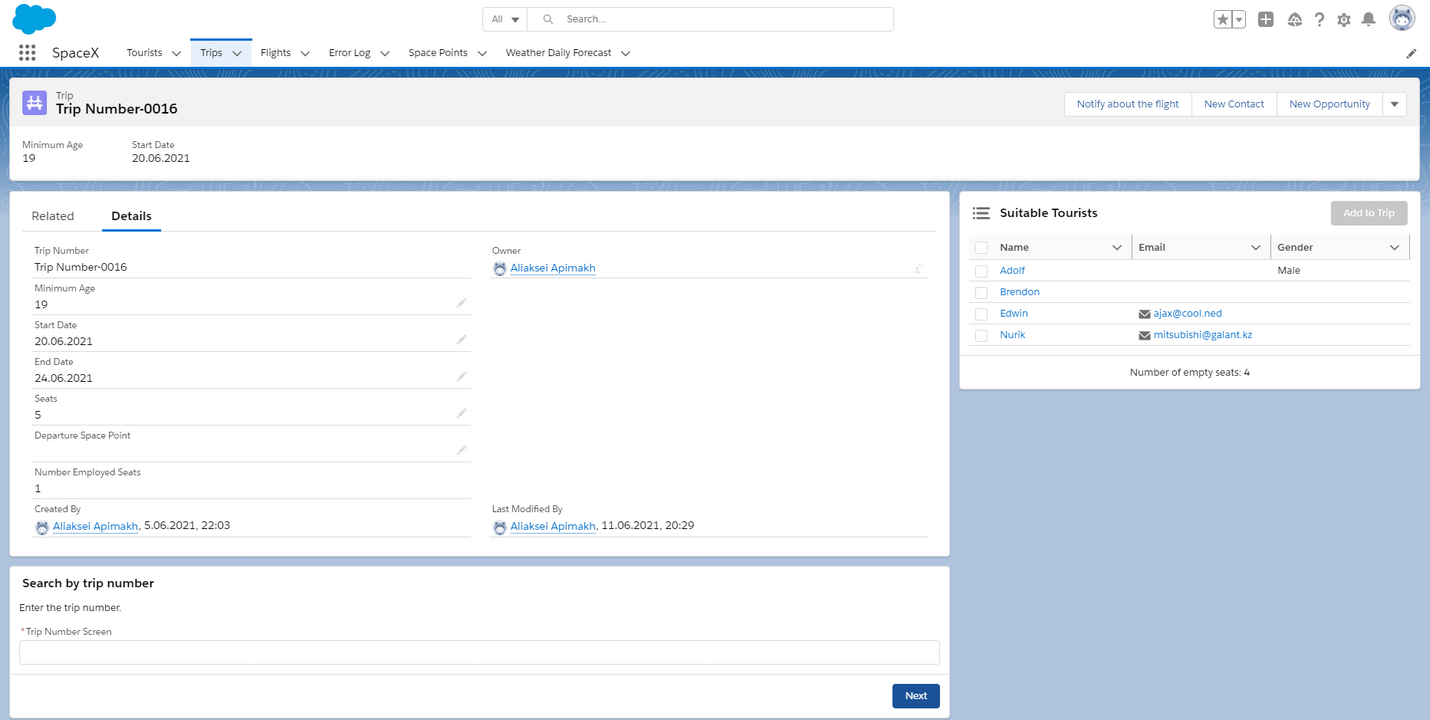 All
Search...
SpaceX
Tourists
Trips
Flights
Error Log
Space Points
Weather Daily Forecast
Trip
Trip Number-0016
Notify about the flight
New Contact
New Opportunity
Minimum Age
19
Start Date
20.06.2021
Related
Details
Trip Number
Trip Number-0016
Owner
Aliaksei Apimakh
Minimum Age
19
Start Date
20.06.2021
End Date
24.06.2021
Seats
5
Departure Space Point
Number Employed Seats
1
Created By
Aliaksei Apimakh, 5.06.2021, 22:03
Last Modified By
Aliaksei Apimakh, 11.06.2021, 20:29
Search by trip number
Enter the trip number.
*Trip Number Screen
Next
Suitable Tourists
Add to Trip
Name Email Gender
Adolf Male
Brendon
Edwin ajax@cool.ned
Nurik mitsubishi@galant.kz
Number of empty seats: 4